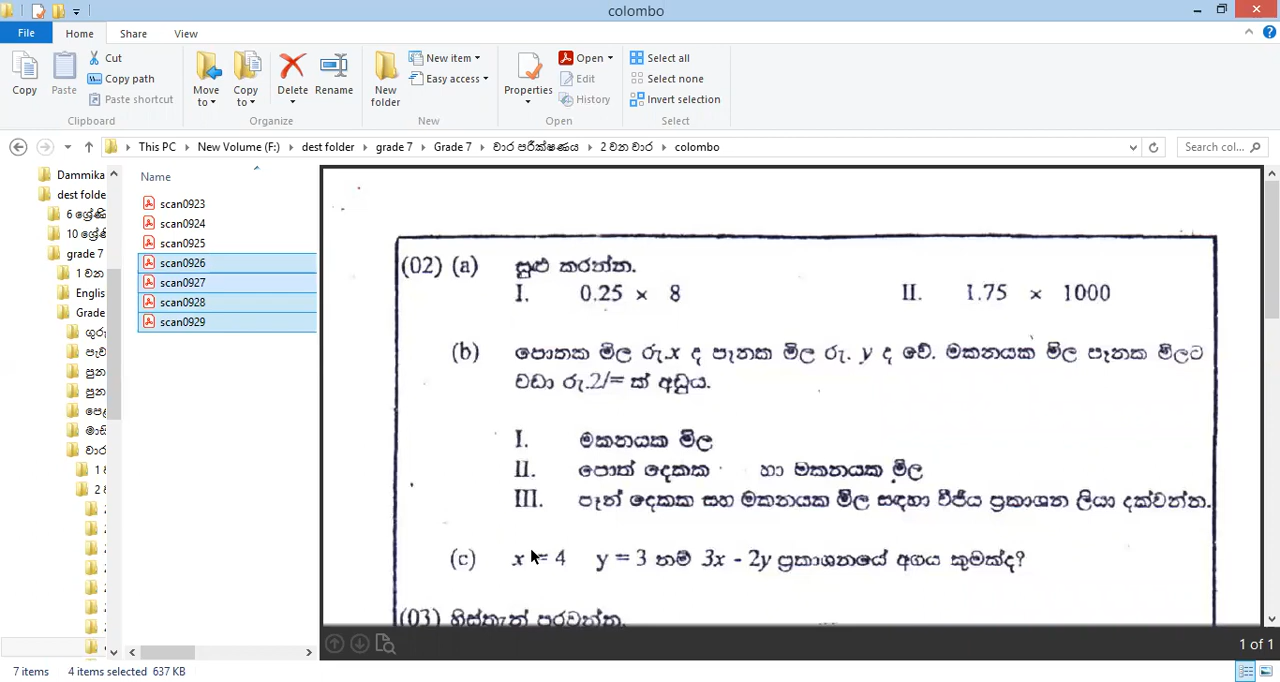 colombo
File Home Share View
Cut
Copy path
Paste shortcut
Copy Paste
Move to Copy to Delete Rename
New folder
New item
Easy access
Properties
Open
Edit
History
Select all
Select none
Invert selection
Clipboard Organize New Open Select
This PC New Volume (F:) dest folder grade 7 Grade 7 වාර පරීක්ෂණය 2 වන වාර colombo
Search col...
Dammika
dest folde
6 ශ්‍රේණි
10 ශ්‍රේණි
grade 7
1 වන
Englis
Grade
ගුරු
පුන
පුන
පෙළ
මාසි
වාර
Name
scan0923
scan0924
scan0925
scan0926
scan0927
scan0928
scan0929
(02) (a) සුළු කරන්න.
I. 0.25 × 8 II. 1.75 × 1000
(b) පොතක මිල රු.x ද පෑනක මිල රු. y ද වේ. මකනයක මිල පෑනක මිලට
වඩා රු.2/= ක් අඩුය.
I. මකනයක මිල
II. පොත් දෙකක හා මකනයක මිල
III. පෑන් දෙකක සහ මකනයක මිල සඳහා වීජීය ප්‍රකාශන ලියා දක්වන්න.
(c) x = 4 y = 3 නම් 3x - 2y ප්‍රකාශනයේ අගය කුමක්ද?
(03) හිස්තැන් පුරවන්න.
1 of 1
7 items 4 items selected 637 KB